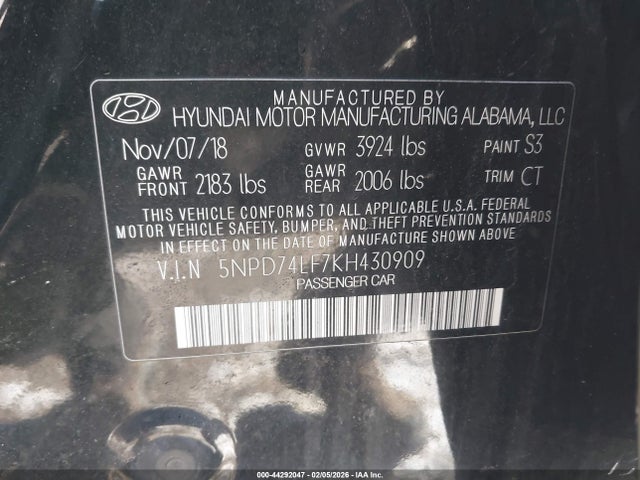 MANUFACTURED BY
HYUNDAI MOTOR MANUFACTURING ALABAMA, LLC
Nov/07/18 GVWR 3924 lbs PAINT S3
GAWR FRONT 2183 lbs GAWR REAR 2006 lbs TRIM CT
THIS VEHICLE CONFORMS TO ALL APPLICABLE U.S.A. FEDERAL
MOTOR VEHICLE SAFETY, BUMPER, AND THEFT PREVENTION STANDARDS
IN EFFECT ON THE DATE OF MANUFACTURE SHOWN ABOVE.
V.I.N 5NPD74LF7KH430909
PASSENGER CAR
000-44292047 - 02/05/2026 - IAA Inc.